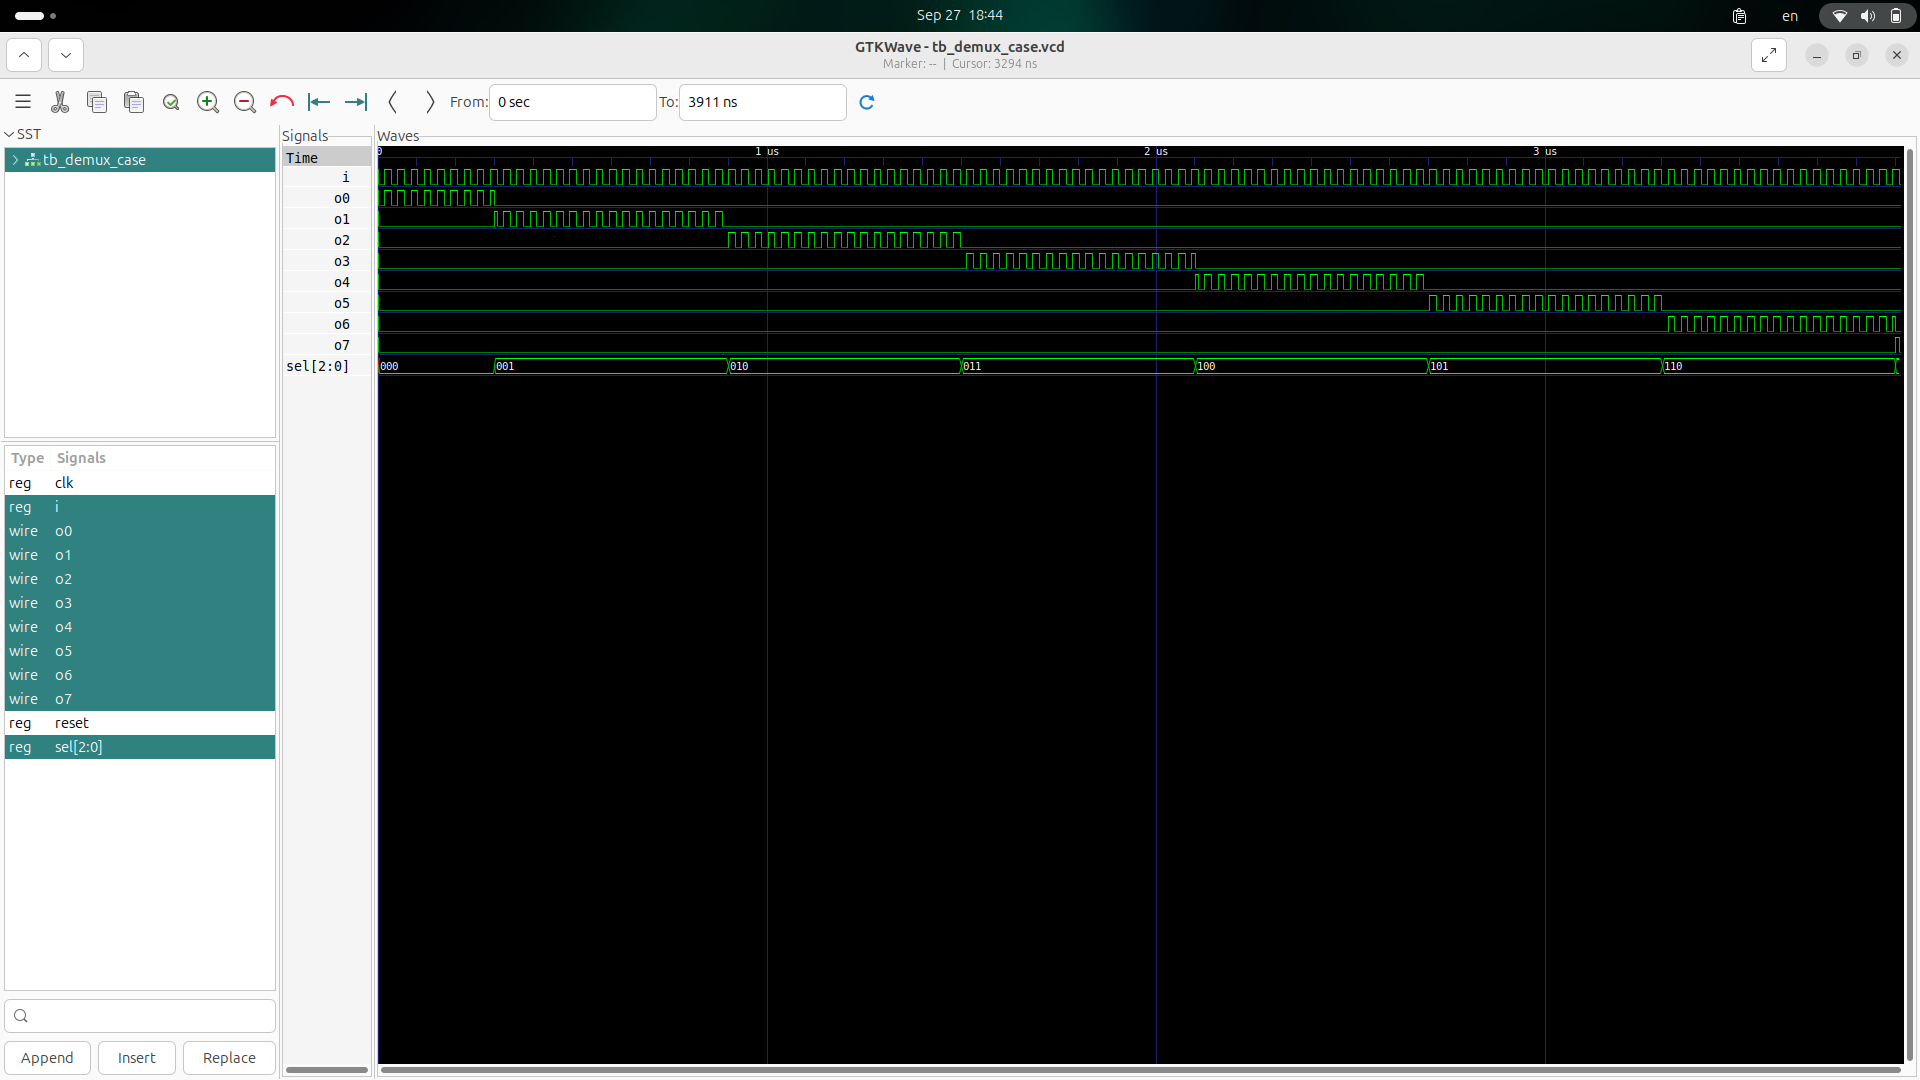 Sep 27 18:44
en
GTKWave - tb_demux_case.vcd
Marker: -- | Cursor: 3294 ns
From: 0 sec To: 3911 ns
SST
tb_demux_case
Type Signals
reg clk
reg i
wire o0
wire o1
wire o2
wire o3
wire o4
wire o5
wire o6
wire o7
reg reset
reg sel[2:0]
Append Insert Replace
Signals
Time
i
o0
o1
o2
o3
o4
o5
o6
o7
sel[2:0]
Waves
0 1 us 2 us 3 us
000 001 010 011 100 101 110